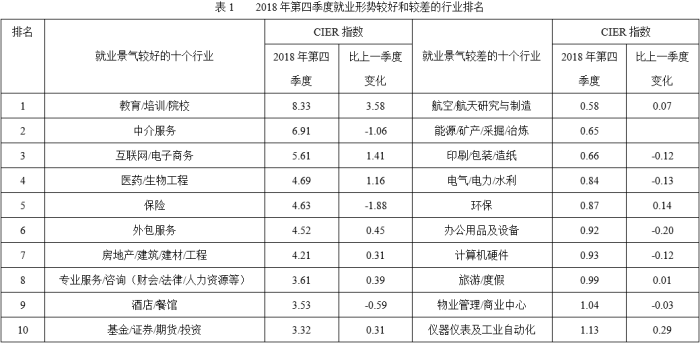 表 1 2018 年第四季度就业形势较好和较差的行业排名
排名 就业景气较好的十个行业 CIER 指数 就业景气较差的十个行业 CIER 指数
2018 年第四季度 比上一季度变化 2018 年第四季度 比上一季度变化
1 教育/培训/院校 8.33 3.58 航空/航天研究与制造 0.58 0.07
2 中介服务 6.91 -1.06 能源/矿产/采掘/冶炼 0.65
3 互联网/电子商务 5.61 1.41 印刷/包装/造纸 0.66 -0.12
4 医药/生物工程 4.69 1.16 电气/电力/水利 0.84 -0.13
5 保险 4.63 -1.88 环保 0.87 0.14
6 外包服务 4.52 0.45 办公用品及设备 0.92 -0.20
7 房地产/建筑/建材/工程 4.21 0.31 计算机硬件 0.93 -0.12
8 专业服务/咨询（财会/法律/人力资源等） 3.61 0.39 旅游/度假 0.99 0.01
9 酒店/餐馆 3.53 -0.59 物业管理/商业中心 1.04 -0.03
10 基金/证券/期货/投资 3.32 0.31 仪器仪表及工业自动化 1.13 0.29